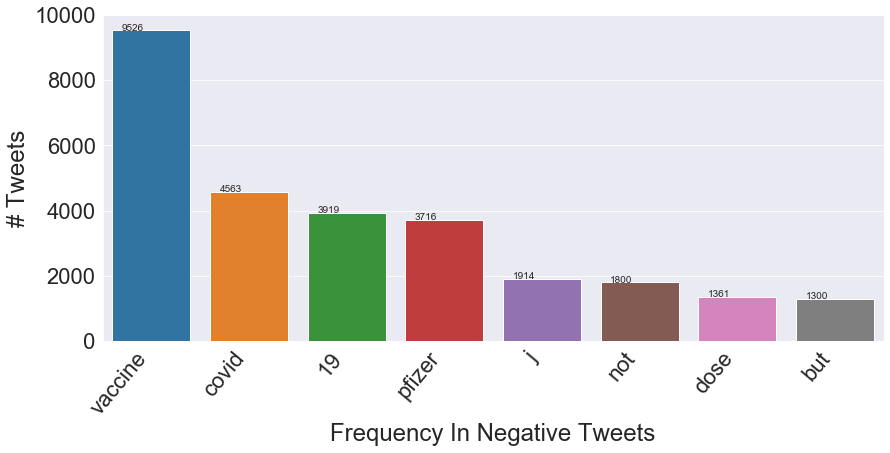 10000
8000
6000
4000
2000
0
# Tweets
9526
4563
3919
3716
1914
1800
1361
1300
vaccine
covid
19
pfizer
j
not
dose
but
Frequency In Negative Tweets